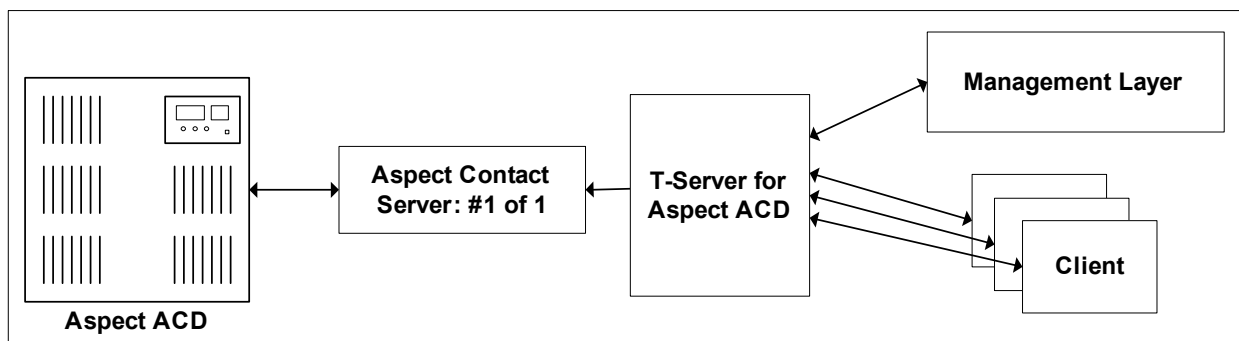 Management Layer
Aspect Contact
Server: #1 of 1
T-Server for
Aspect ACD
Client
Aspect ACD